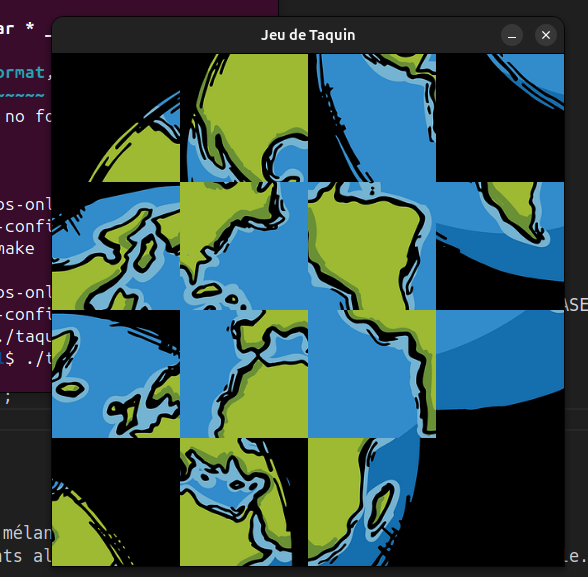 Jeu de Taquin
ar * _
ormat,
~~~~~
no fo
os-onl
-confi
make
os-onl
-confi
./taqu
$ ./t
ASE
;
mélan
ts al
le.